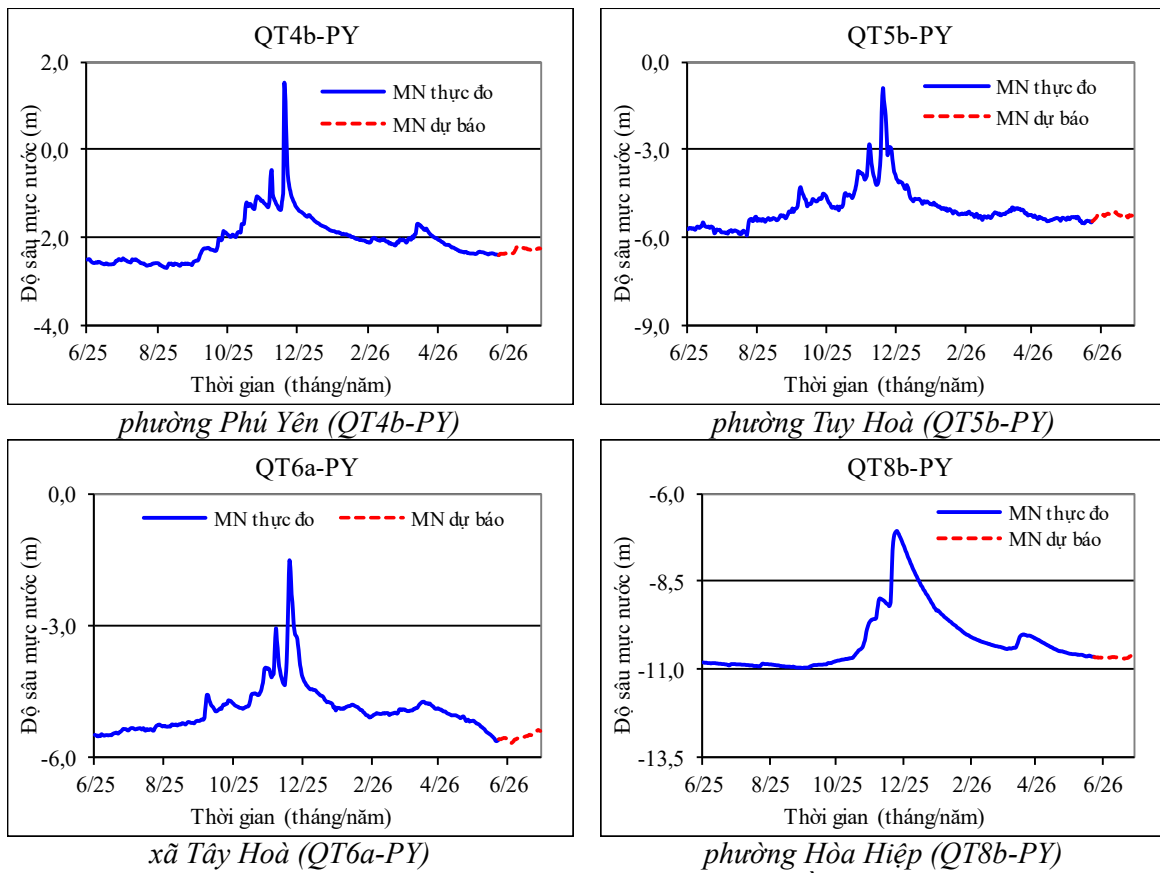 QT4b-PY
2,0
0,0
-2,0
-4,0
Độ sâu mực nước (m)
MN thực đo
MN dự báo
6/25 8/25 10/25 12/25 2/26 4/26 6/26
Thời gian (tháng/năm)
phường Phú Yên (QT4b-PY)
QT5b-PY
0,0
-3,0
-6,0
-9,0
Độ sâu mực nước (m)
MN thực đo
MN dự báo
6/25 8/25 10/25 12/25 2/26 4/26 6/26
Thời gian (tháng/năm)
phường Tuy Hoà (QT5b-PY)
QT6a-PY
0,0
-3,0
-6,0
Độ sâu mực nước (m)
MN thực đo MN dự báo
6/25 8/25 10/25 12/25 2/26 4/26 6/26
Thời gian (tháng/năm)
xã Tây Hoà (QT6a-PY)
QT8b-PY
-6,0
-8,5
-11,0
-13,5
Độ sâu mực nước (m)
MN thực đo
MN dự báo
6/25 8/25 10/25 12/25 2/26 4/26 6/26
Thời gian (tháng/năm)
phường Hòa Hiệp (QT8b-PY)